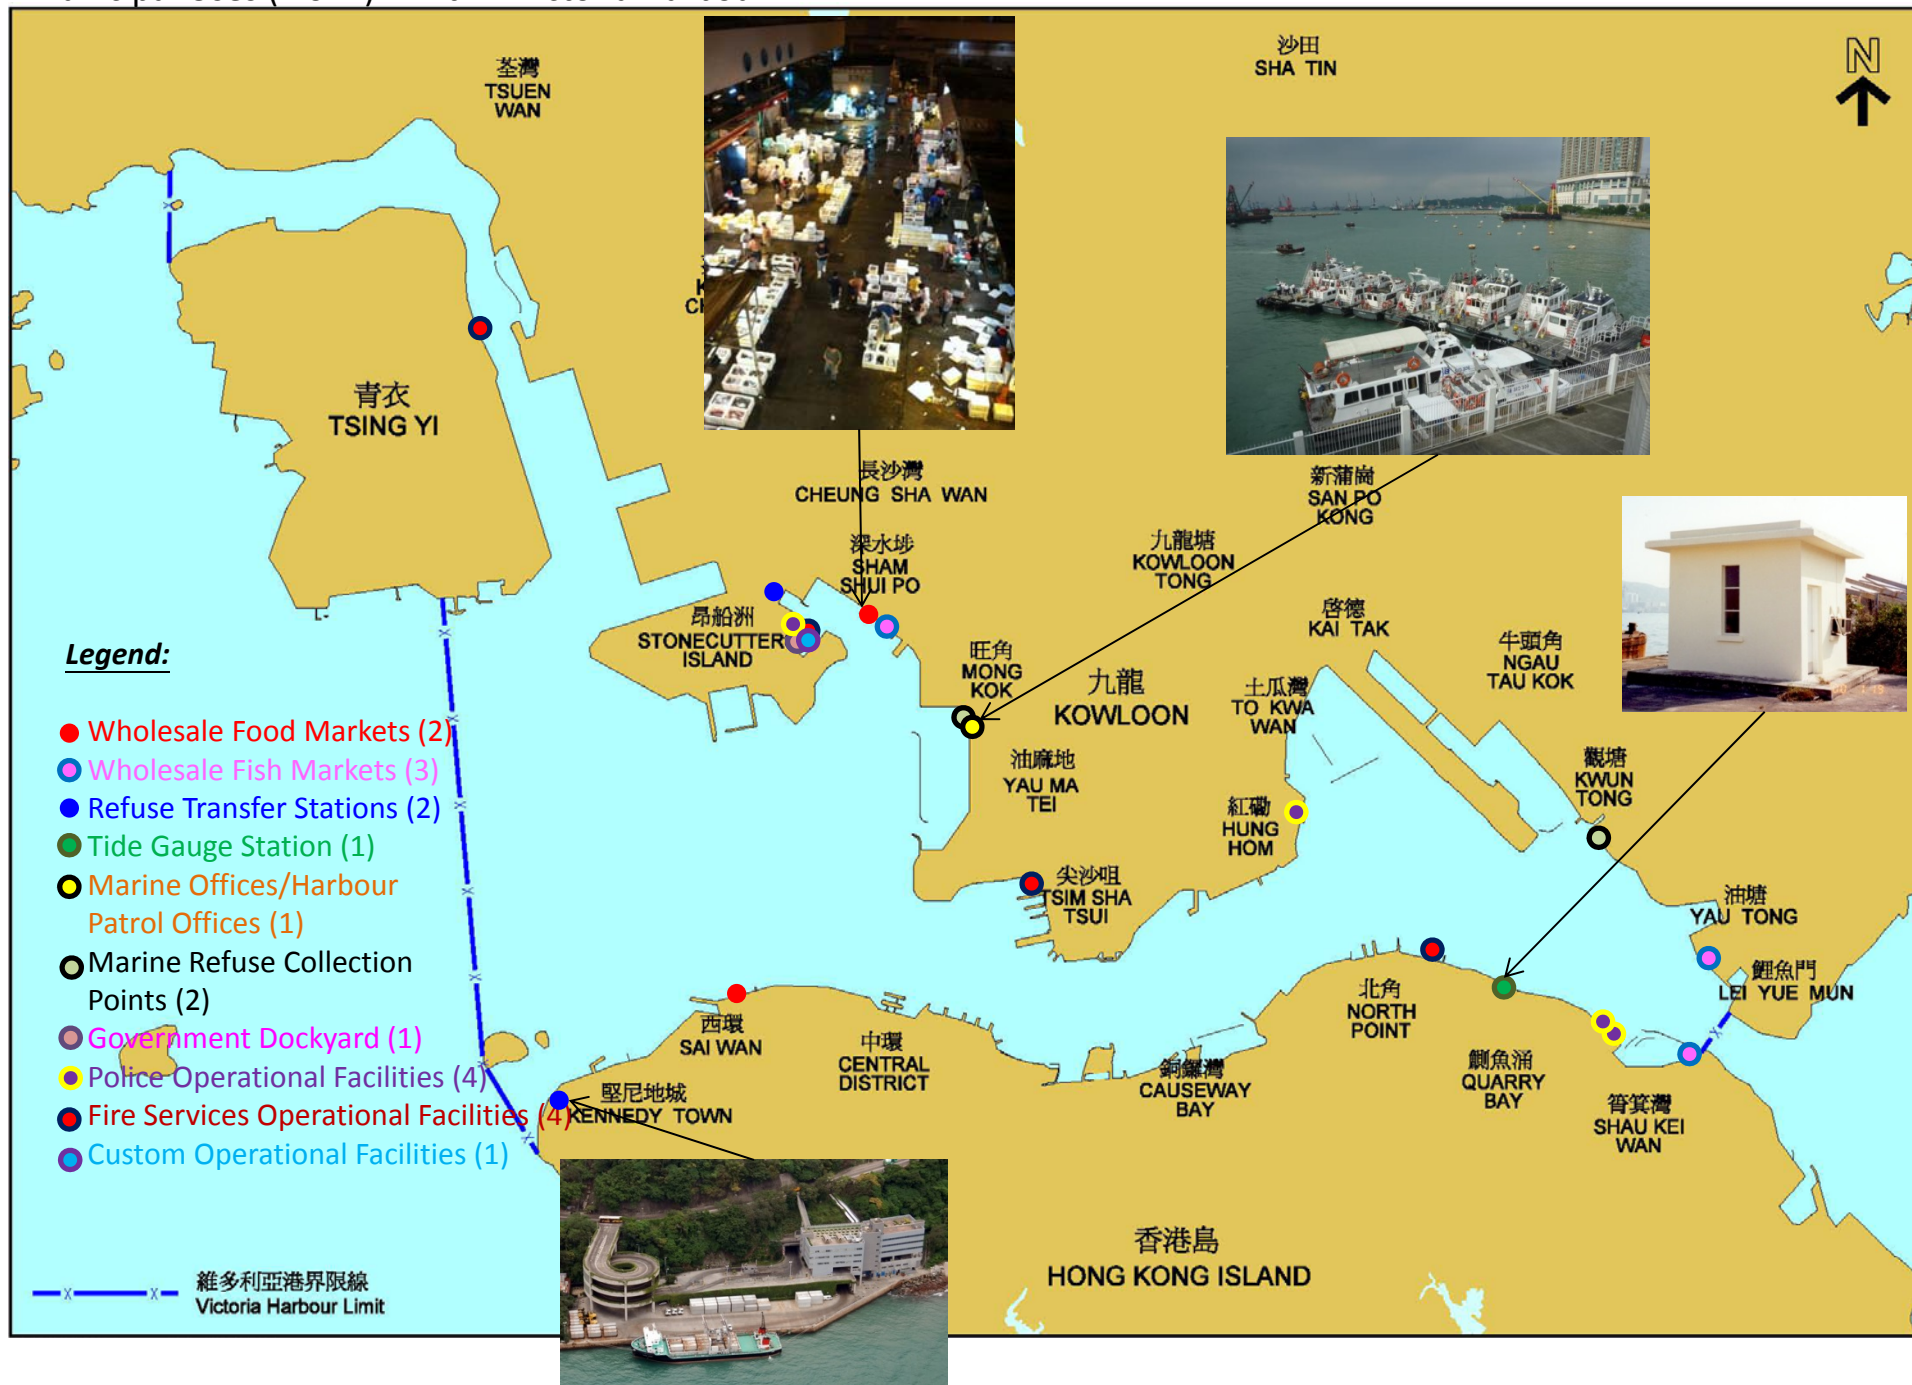 荃灣
TSUEN
WAN
沙田
SHA TIN
N
青衣
TSING YI
長沙灣
CHEUNG SHA WAN
新蒲崗
SAN PO
KONG
深水埗
SHAM
SHUI PO
九龍塘
KOWLOON
TONG
昂船洲
STONECUTTER
ISLAND
旺角
MONG
KOK
九龍
KOWLOON
土瓜灣
TO KWA
WAN
啓德
KAI TAK
牛頭角
NGAU
TAU KOK
油麻地
YAU MA
TEI
紅磡
HUNG
HOM
觀塘
KWUN
TONG
尖沙咀
TSIM SHA
TSUI
油塘
YAU TONG
鯉魚門
LEI YUE MUN
北角
NORTH
POINT
西環
SAI WAN
中環
CENTRAL
DISTRICT
銅鑼灣
CAUSEWAY
BAY
鰂魚涌
QUARRY
BAY
筲箕灣
SHAU KEI
WAN
堅尼地城
KENNEDY TOWN
香港島
HONG KONG ISLAND
Legend:
Wholesale Food Markets (2)
Wholesale Fish Markets (3)
Refuse Transfer Stations (2)
Tide Gauge Station (1)
Marine Offices/Harbour
Patrol Offices (1)
Marine Refuse Collection
Points (2)
Government Dockyard (1)
Police Operational Facilities (4)
Fire Services Operational Facilities (4)
Custom Operational Facilities (1)
維多利亞港界限線
Victoria Harbour Limit